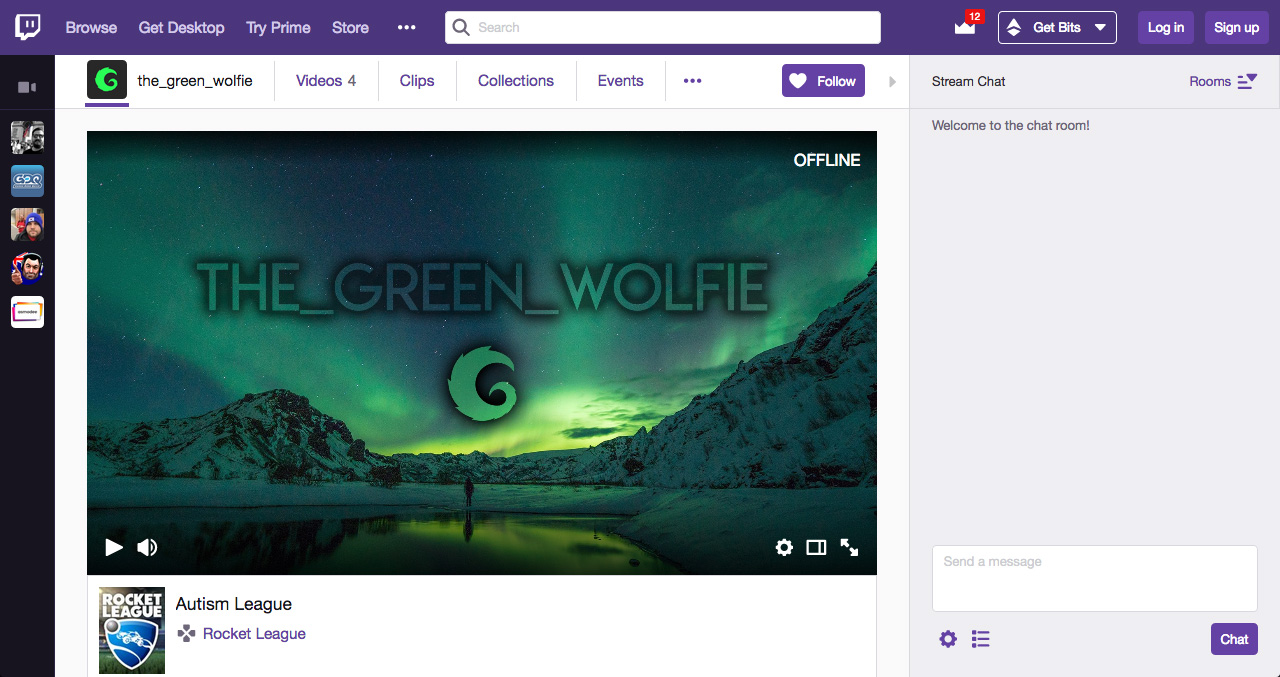 Browse Get Desktop Try Prime Store ••• Search 12 Get Bits Log in Sign up
the_green_wolfie Videos 4 Clips Collections Events ••• Follow
Stream Chat Rooms
Welcome to the chat room!
OFFLINE
THE_GREEN_WOLFIE
Send a message
Chat
ROCKET
LEAGUE
Autism League
Rocket League